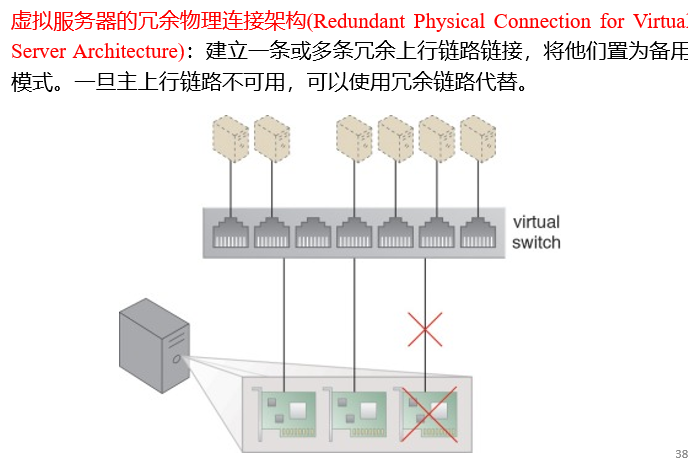 虚拟服务器的冗余物理连接架构(Redundant Physical Connection for Virtual
Server Architecture)：建立一条或多条冗余上行链路链接，将他们置为备用
模式。一旦主上行链路不可用，可以使用冗余链路代替。
virtual
switch
38